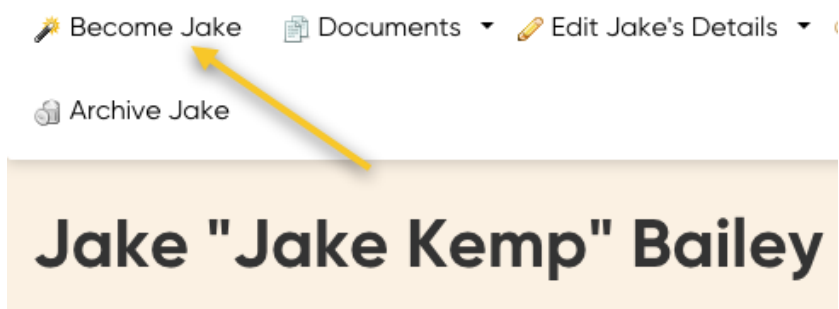 Become Jake Documents Edit Jake's Details
Archive Jake
Jake "Jake Kemp" Bailey